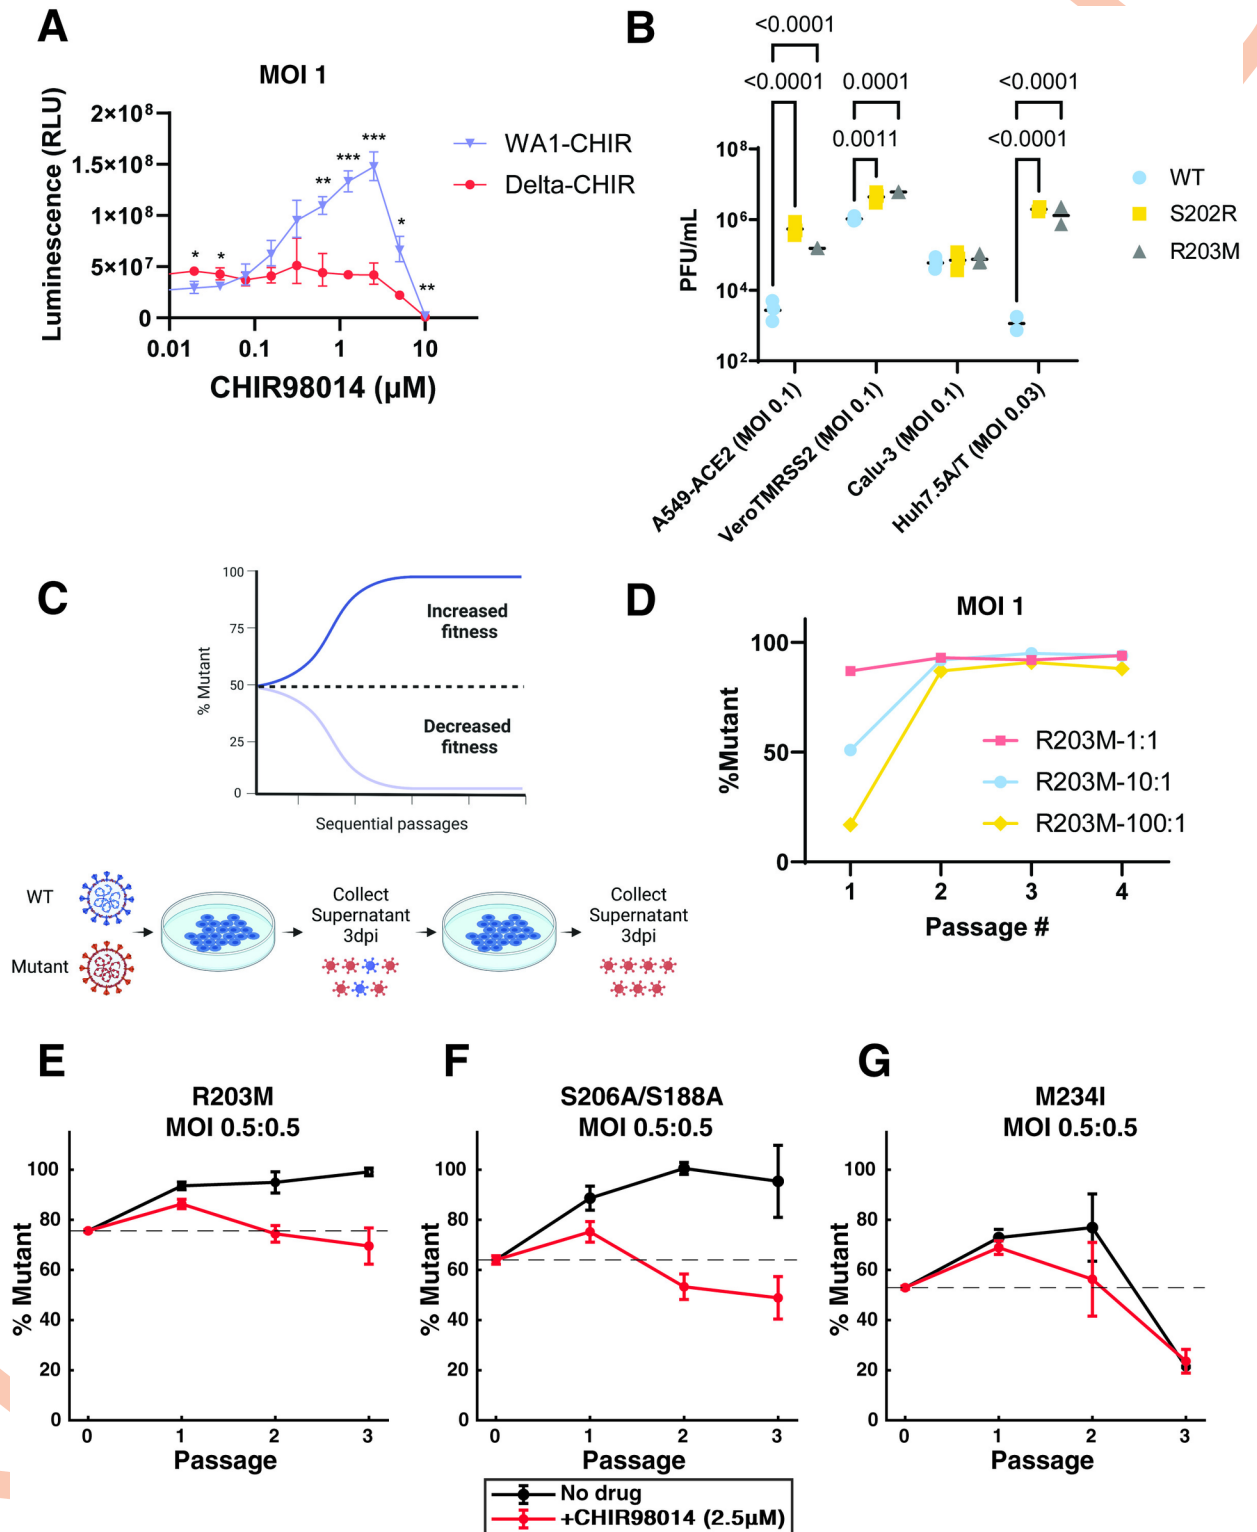 A
MOI 1
Luminescence (RLU)
2×10⁸
1.5×10⁸
1×10⁸
5×10⁷
0
0.01
0.1
1
10
CHIR98014 (µM)
*
*
**
***
***
*
**
WA1-CHIR
Delta-CHIR
B
<0.0001
<0.0001
0.0001
0.0011
<0.0001
<0.0001
PFU/mL
10⁸
10⁶
10⁴
10²
A549-ACE2 (MOI 0.1)
VeroTMRSS2 (MOI 0.1)
Calu-3 (MOI 0.1)
Huh7.5A/T (MOI 0.03)
WT
S202R
R203M
C
% Mutant
100
75
50
25
0
Increased
fitness
Decreased
fitness
Sequential passages
WT
Mutant
Collect
Supernatant
3dpi
Collect
Supernatant
3dpi
D
MOI 1
%Mutant
100
50
0
1
2
3
4
Passage #
R203M-1:1
R203M-10:1
R203M-100:1
E
R203M
MOI 0.5:0.5
% Mutant
100
80
60
40
20
0
0
1
2
3
Passage
F
S206A/S188A
MOI 0.5:0.5
% Mutant
100
80
60
40
20
0
0
1
2
3
Passage
G
M234I
MOI 0.5:0.5
% Mutant
100
80
60
40
20
0
0
1
2
3
Passage
No drug
+CHIR98014 (2.5µM)